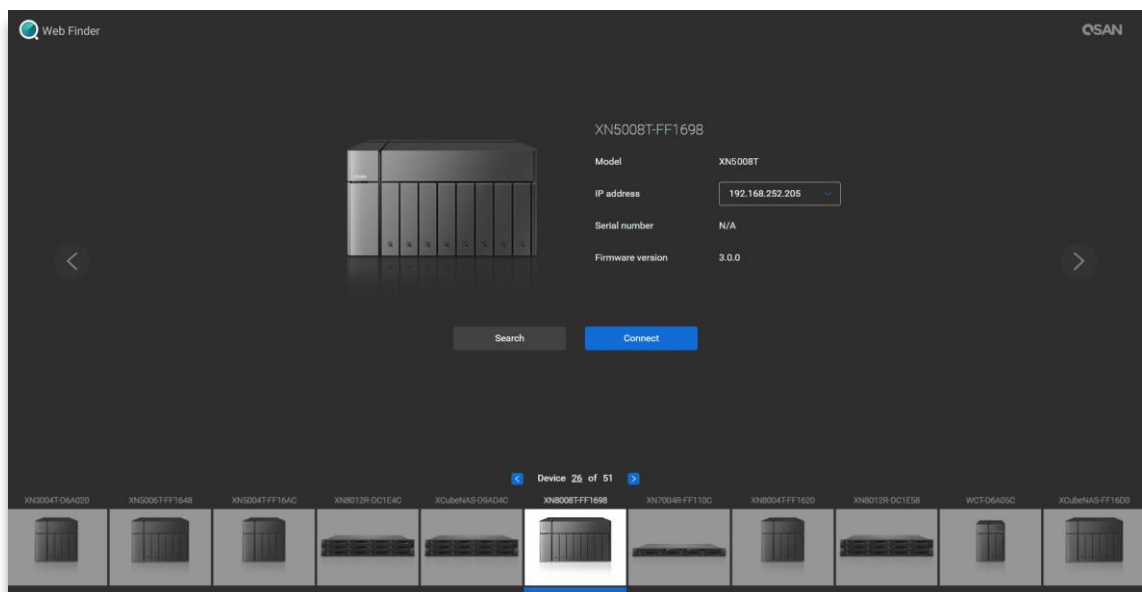 Web Finder
QSAN
XN5008T-FF1698
Model XN5008T
IP address 192.168.252.205
Serial number N/A
Firmware version 3.0.0
Search
Connect
Device 26 of 51
XN3004T-D6A020
XN5006T-FF1648
XN5004T-FF16AC
XN8012R-DC1E4C
XCubeNAS-D9AD4C
XN8008T-FF1698
XN7004R-FF110C
XN8004T-FF1620
XN8012R-DC1E58
WCT-D6A05C
XCubeNAS-FF16D0